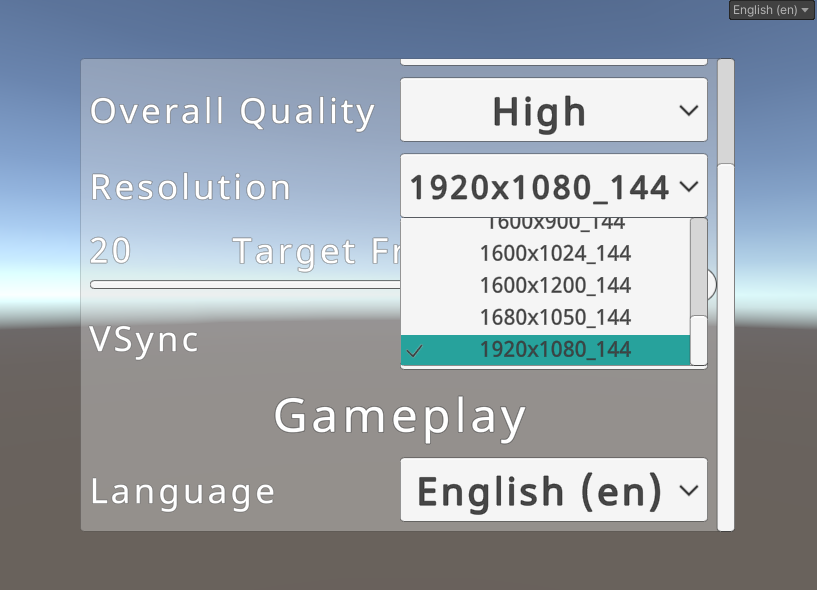 English (en)
Overall Quality
High
Resolution
1920x1080_144
1600x900_144
20
Target Fr
1600x1024_144
1600x1200_144
1680x1050_144
VSync
1920x1080_144
Gameplay
Language
English (en)